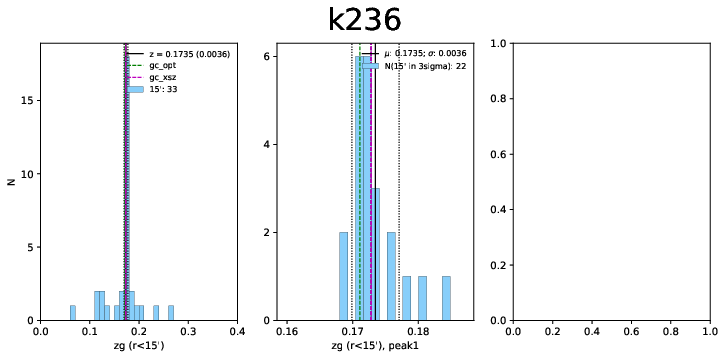 k236
z = 0.1735 (0.0036)
gc_opt
gc_xsz
15': 33
N
0
5
10
15
0.0 0.1 0.2 0.3 0.4
zg (r<15')
μ: 0.1735; σ: 0.0036
N(15' in 3sigma): 22
0
2
4
6
0.16 0.17 0.18
zg (r<15'), peak1
1.0
0.8
0.6
0.4
0.2
0.0
0.0 0.2 0.4 0.6 0.8 1.0